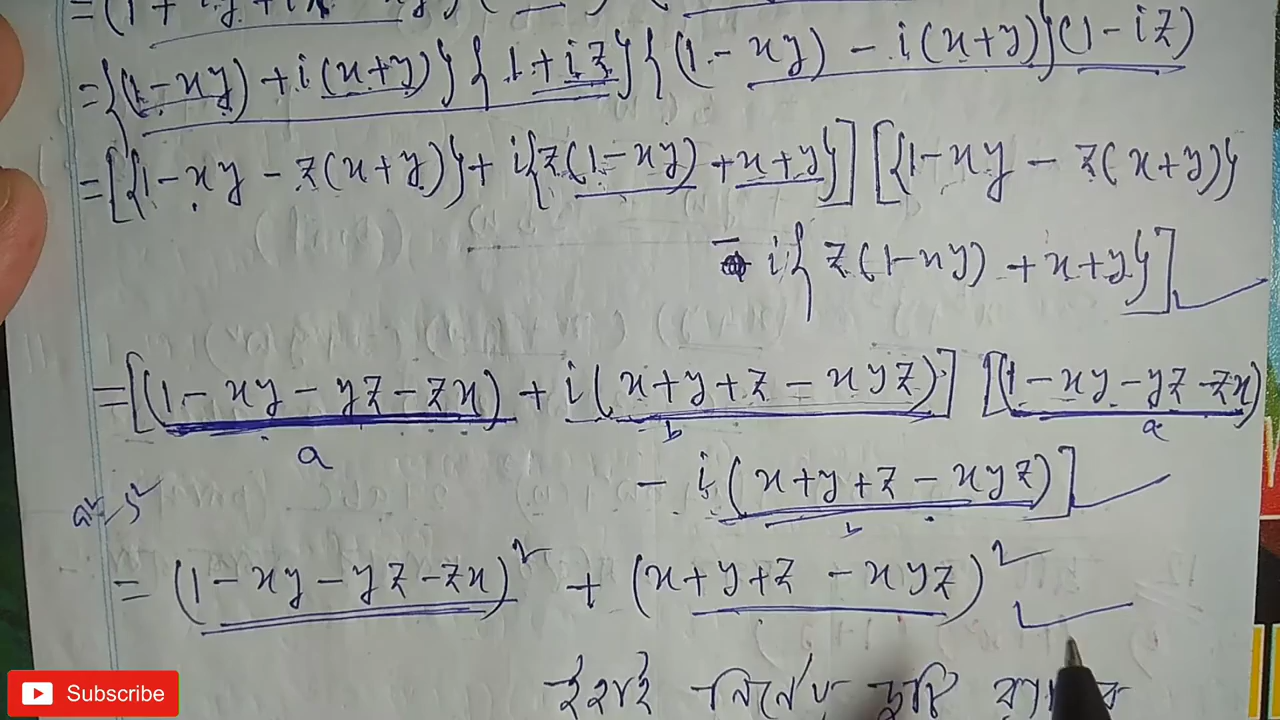 ={(1-xy)+i(x+y)}{1+iz}{(1-xy)-i(x+y)}(1-iz)
=[{1-xy-z(x+y)}+i{z(1-xy)+x+y}][{1-xy-z(x+y)}
-i{z(1-xy)+x+y}]
=[(1-xy-yz-zx)+i(x+y+z-xyz)][(1-xy-yz-zx)
a b a
-i(x+y+z-xyz)]
b
=(1-xy-yz-zx)²+(x+y+z-xyz)²
ইহাই নির্ণেয় দুটি
Subscribe